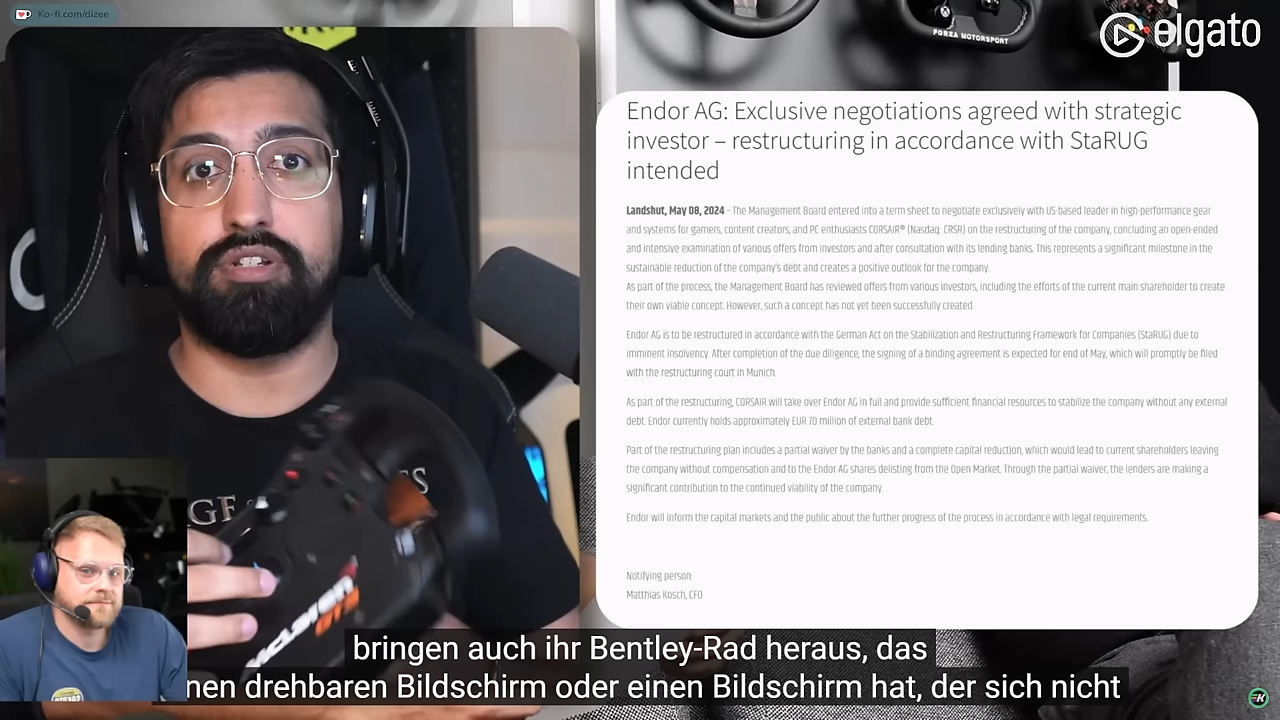 Ko-fi.com/dizee
FORZA MOTORSPORT
elgato
Endor AG: Exclusive negotiations agreed with strategic
investor – restructuring in accordance with StaRUG
intended
Landshut, May 08, 2024 - The Management Board entered into a term sheet to negotiate exclusively with US-based leader in high-performance gear
and systems for gamers, content creators, and PC enthusiasts CORSAIR® (Nasdaq: CRSR) on the restructuring of the company, concluding an open-ended
and intensive examination of various offers from investors and after consultation with its lending banks. This represents a significant milestone in the
sustainable reduction of the company's debt and creates a positive outlook for the company.
As part of the process, the Management Board has reviewed offers from various investors, including the efforts of the current main shareholder to create
their own viable concept. However, such a concept has not yet been successfully created.
Endor AG is to be restructured in accordance with the German Act on the Stabilization and Restructuring Framework for Companies (StaRUG) due to
imminent insolvency. After completion of the due diligence, the signing of a binding agreement is expected for end of May, which will promptly be filed
with the restructuring court in Munich.
As part of the restructuring, CORSAIR will take over Endor AG in full and provide sufficient financial resources to stabilize the company without any external
debt. Endor currently holds approximately EUR 70 million of external bank debt.
Part of the restructuring plan includes a partial waiver by the banks and a complete capital reduction, which would lead to current shareholders leaving
the company without compensation and to the Endor AG shares delisting from the Open Market. Through the partial waiver, the lenders are making a
significant contribution to the continued viability of the company.
Endor will inform the capital markets and the public about the further progress of the process in accordance with legal requirements.
Notifying person:
Matthias Kosch, CFO
McLaren
GT3
bringen auch ihr Bentley-Rad heraus, das
nen drehbaren Bildschirm oder einen Bildschirm hat, der sich nicht